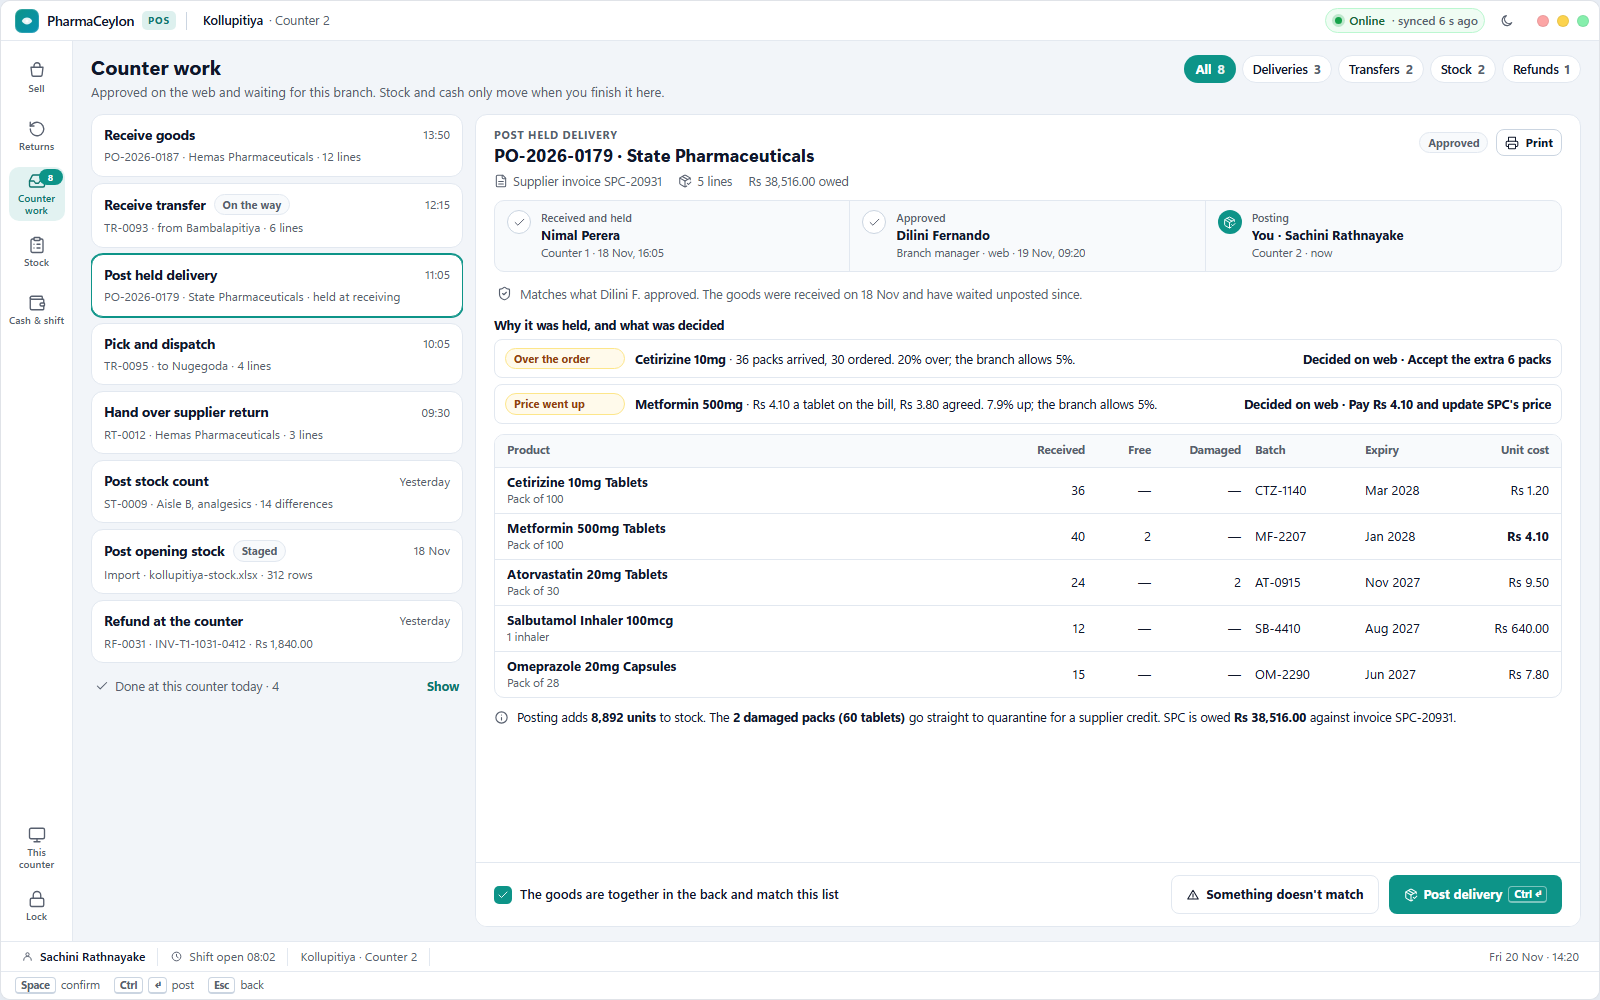 PharmaCeylon POS Kollupitiya · Counter 2
Online · synced 6 s ago
Sell
Returns
8
Counter
work
Stock
Cash & shift
This
counter
Lock
Counter work
Approved on the web and waiting for this branch. Stock and cash only move when you finish it here.
All 8 Deliveries 3 Transfers 2 Stock 2 Refunds 1
Receive goods 13:50
PO-2026-0187 · Hemas Pharmaceuticals · 12 lines
Receive transfer On the way 12:15
TR-0093 · from Bambalapitiya · 6 lines
Post held delivery 11:05
PO-2026-0179 · State Pharmaceuticals · held at receiving
Pick and dispatch 10:05
TR-0095 · to Nugegoda · 4 lines
Hand over supplier return 09:30
RT-0012 · Hemas Pharmaceuticals · 3 lines
Post stock count Yesterday
ST-0009 · Aisle B, analgesics · 14 differences
Post opening stock Staged 18 Nov
Import · kollupitiya-stock.xlsx · 312 rows
Refund at the counter Yesterday
RF-0031 · INV-T1-1031-0412 · Rs 1,840.00
Done at this counter today · 4 Show
POST HELD DELIVERY
PO-2026-0179 · State Pharmaceuticals
Approved Print
Supplier invoice SPC-20931 5 lines Rs 38,516.00 owed
Received and held
Nimal Perera
Counter 1 · 18 Nov, 16:05
Approved
Dilini Fernando
Branch manager · web · 19 Nov, 09:20
Posting
You · Sachini Rathnayake
Counter 2 · now
Matches what Dilini F. approved. The goods were received on 18 Nov and have waited unposted since.
Why it was held, and what was decided
Over the order Cetirizine 10mg · 36 packs arrived, 30 ordered. 20% over; the branch allows 5%. Decided on web · Accept the extra 6 packs
Price went up Metformin 500mg · Rs 4.10 a tablet on the bill, Rs 3.80 agreed. 7.9% up; the branch allows 5%. Decided on web · Pay Rs 4.10 and update SPC's price
Product Received Free Damaged Batch Expiry Unit cost
Cetirizine 10mg Tablets
Pack of 100
36 — — CTZ-1140 Mar 2028 Rs 1.20
Metformin 500mg Tablets
Pack of 100
40 2 — MF-2207 Jan 2028 Rs 4.10
Atorvastatin 20mg Tablets
Pack of 30
24 — 2 AT-0915 Nov 2027 Rs 9.50
Salbutamol Inhaler 100mcg
1 inhaler
12 — — SB-4410 Aug 2027 Rs 640.00
Omeprazole 20mg Capsules
Pack of 28
15 — — OM-2290 Jun 2027 Rs 7.80
Posting adds 8,892 units to stock. The 2 damaged packs (60 tablets) go straight to quarantine for a supplier credit. SPC is owed Rs 38,516.00 against invoice SPC-20931.
The goods are together in the back and match this list
Something doesn't match
Post delivery Ctrl ↵
Sachini Rathnayake Shift open 08:02 Kollupitiya · Counter 2 Fri 20 Nov · 14:20
Space confirm Ctrl ↵ post Esc back